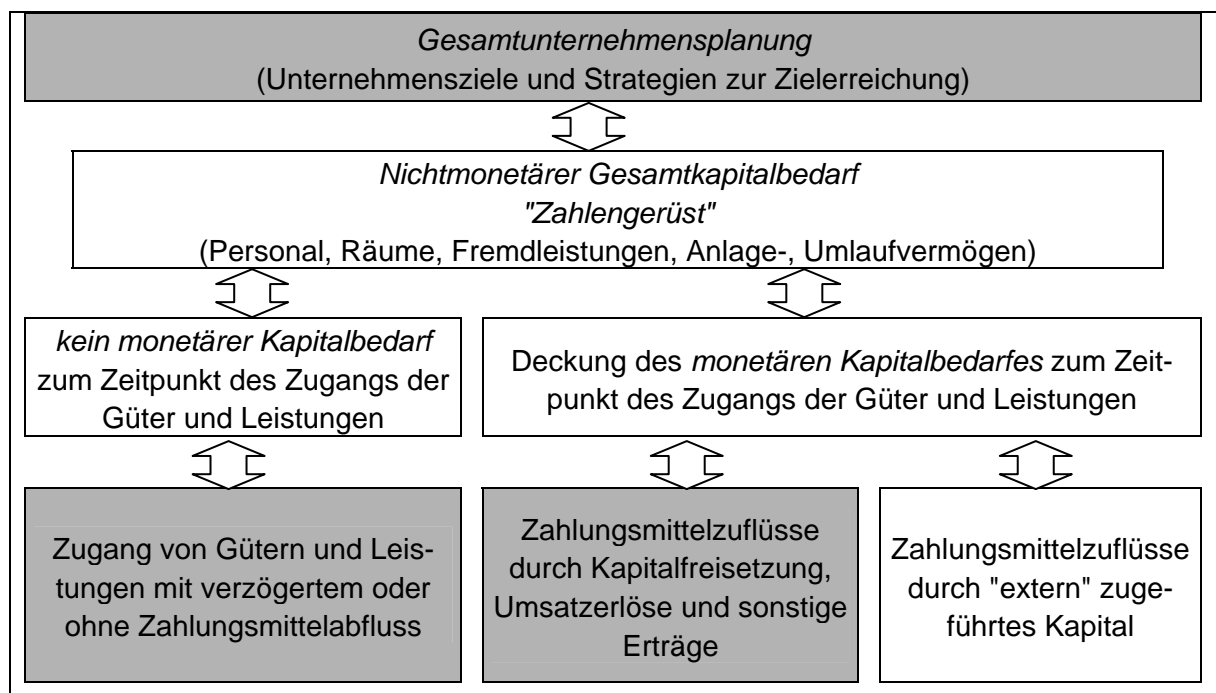 Gesamtunternehmensplanung
(Unternehmensziele und Strategien zur Zielerreichung)
Nichtmonetärer Gesamtkapitalbedarf
"Zahlengerüst"
(Personal, Räume, Fremdleistungen, Anlage-, Umlaufvermögen)
kein monetärer Kapitalbedarf
zum Zeitpunkt des Zugangs der
Güter und Leistungen
Deckung des monetären Kapitalbedarfes zum Zeit-
punkt des Zugangs der Güter und Leistungen
Zugang von Gütern und Leis-
tungen mit verzögertem oder
ohne Zahlungsmittelabfluss
Zahlungsmittelzuflüsse
durch Kapitalfreisetzung,
Umsatzerlöse und sonstige
Erträge
Zahlungsmittelzuflüsse
durch "extern" zuge-
führtes Kapital